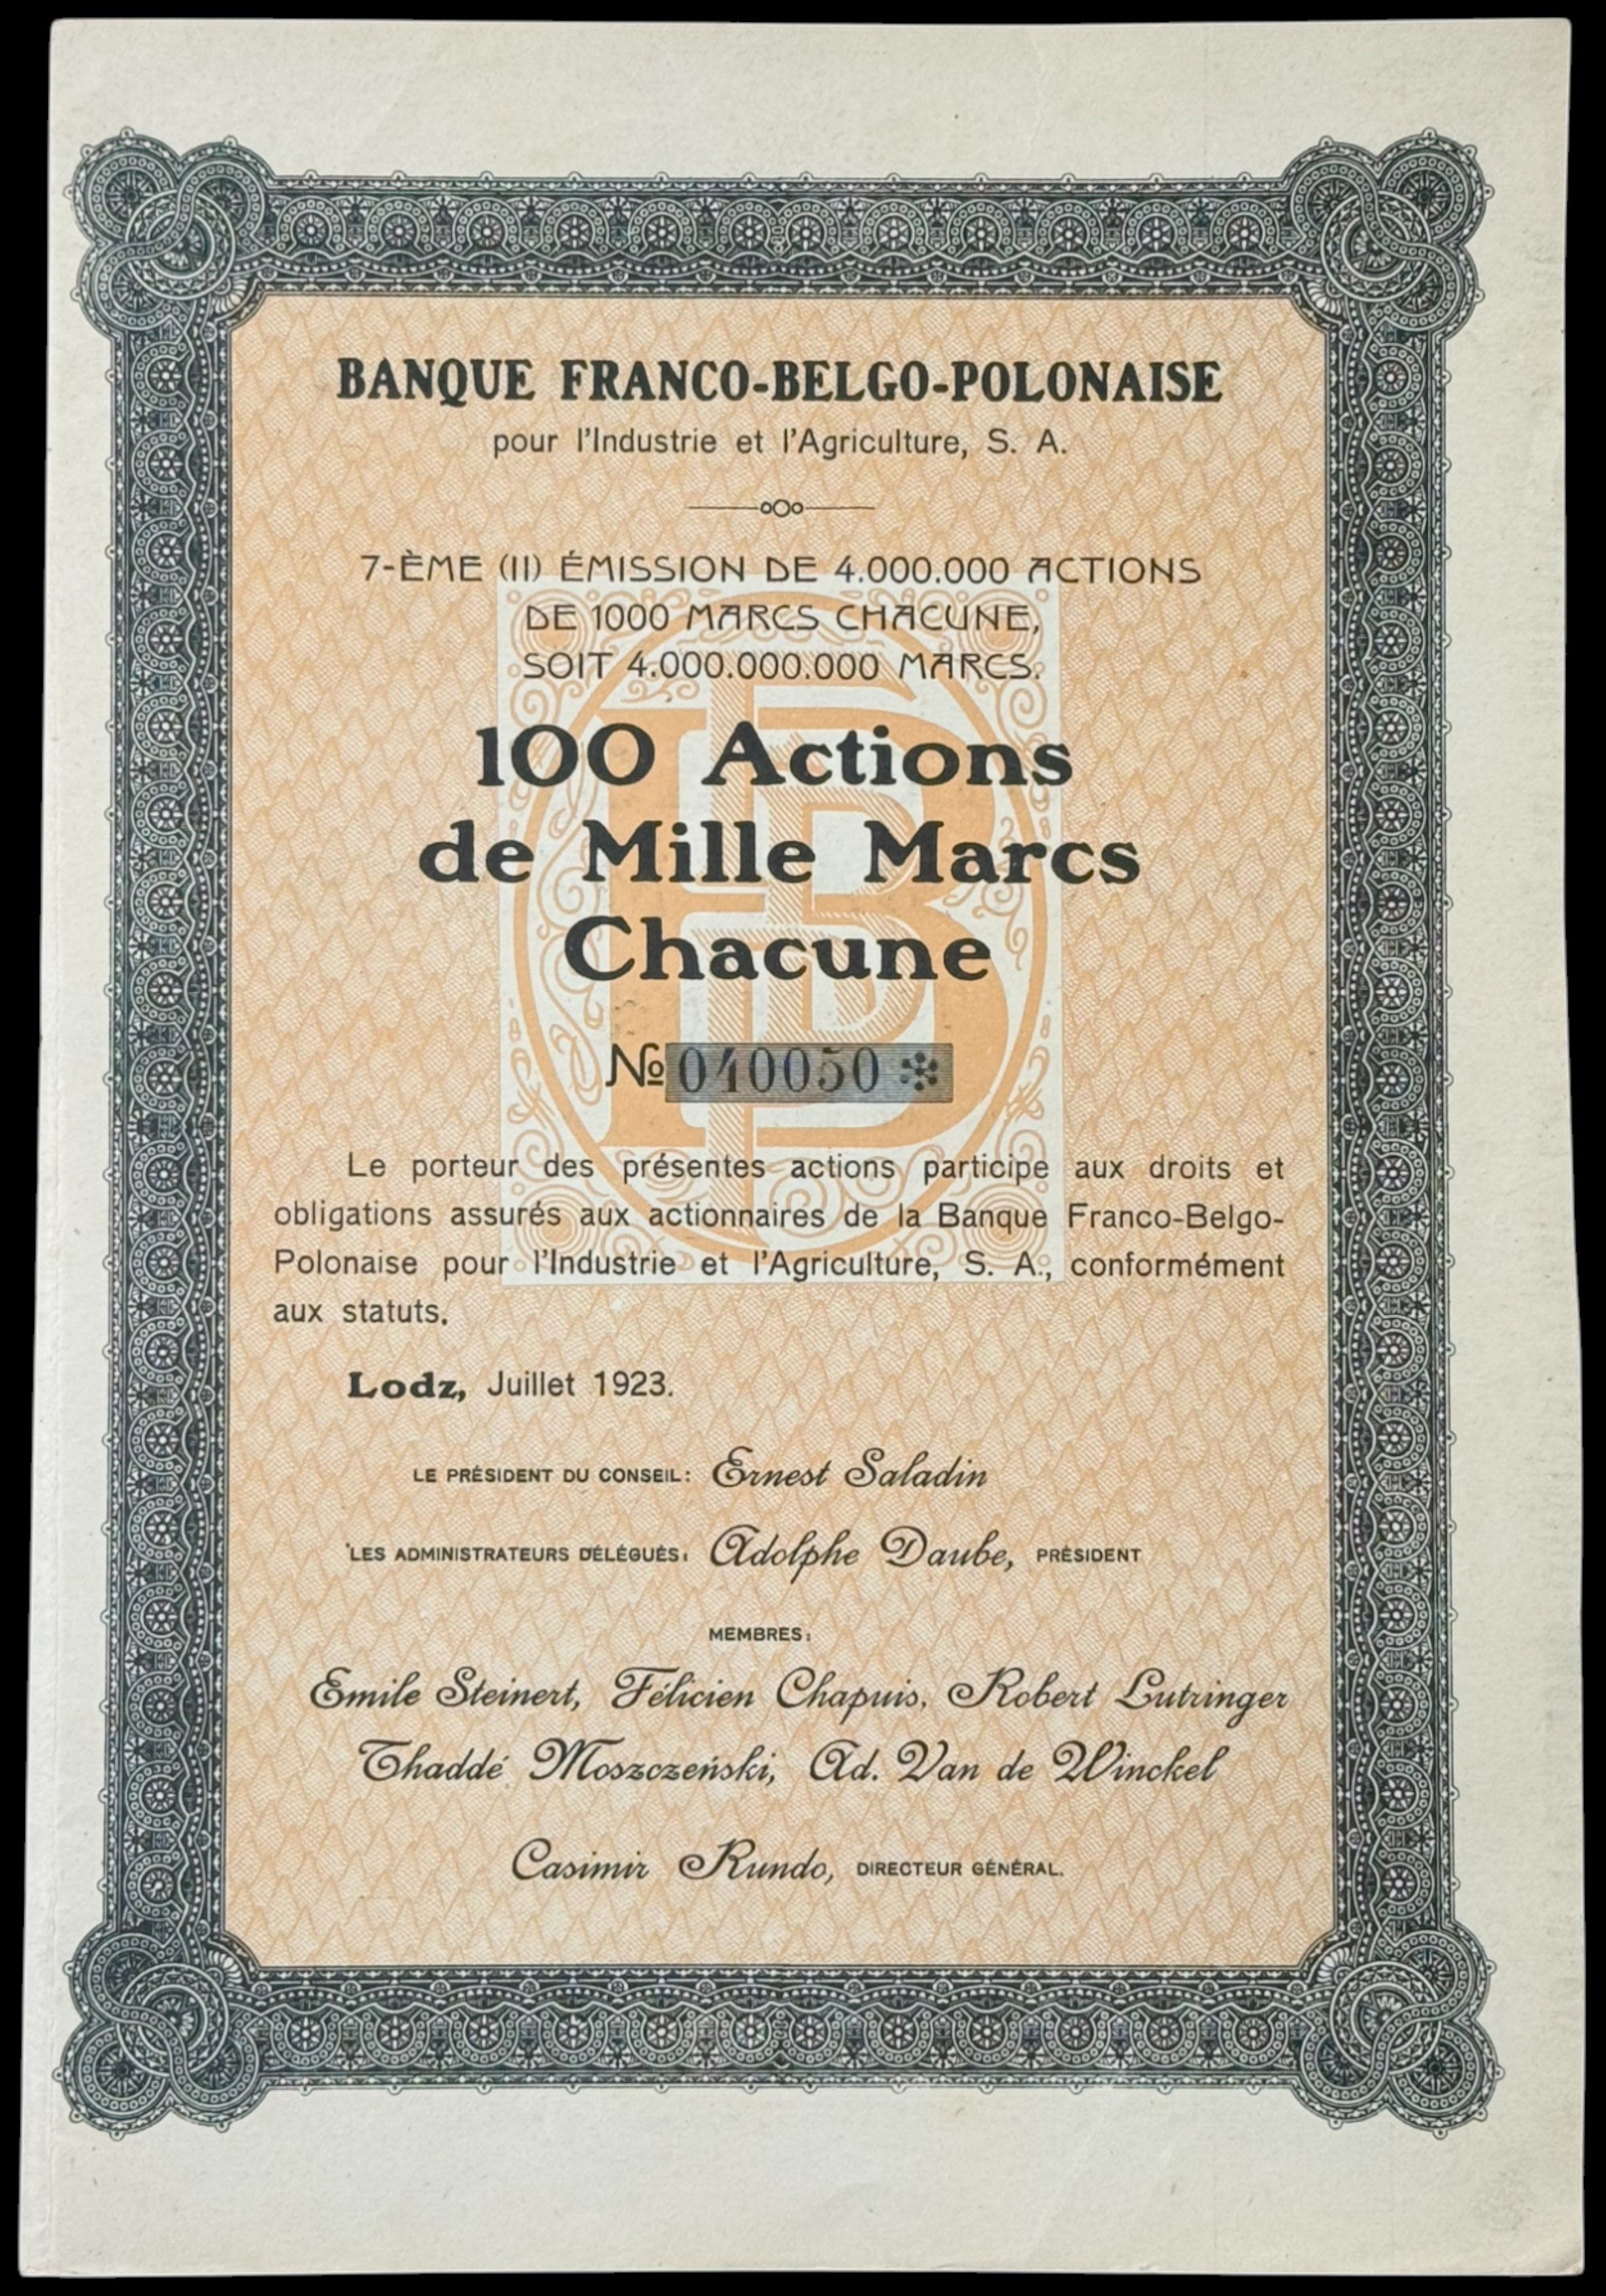 BANQUE FRANCO-BELGO-POLONAISE
pour l'Industrie et l'Agriculture, S. A.
7-ÈME (II) ÉMISSION DE 4.000.000 ACTIONS
DE 1000 MARCS CHACUNE,
SOIT 4.000.000.000 MARCS.
100 Actions
de Mille Marcs
Chacune
№ 040050 ❇
Le porteur des présentes actions participe aux droits et
obligations assurés aux actionnaires de la Banque Franco-Belgo-
Polonaise pour l'Industrie et l'Agriculture, S. A., conformément
aux statuts.
Lodz, Juillet 1923.
LE PRÉSIDENT DU CONSEIL: Ernest Saladin
LES ADMINISTRATEURS DÉLÉGUÉS: Adolphe Daube, PRÉSIDENT
MEMBRES:
Emile Steinert, Félicien Chapuis, Robert Lutringer
Thaddé Moszczeński, Ad. Van de Winckel
Casimir Rundo, DIRECTEUR GÉNÉRAL.